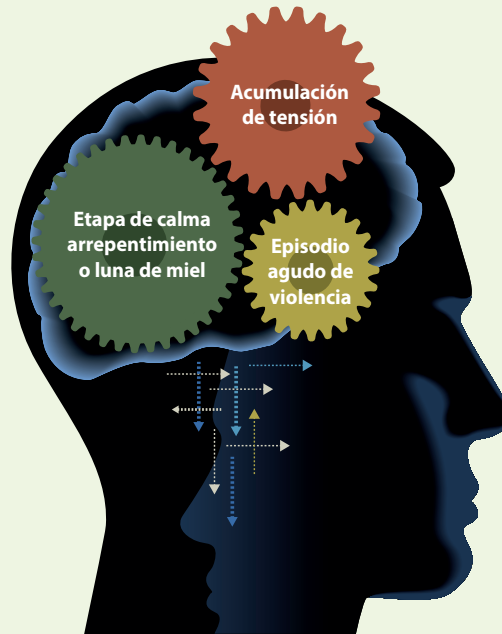 Acumulación
de tensión
Etapa de calma
arrepentimiento
o luna de miel
Episodio
agudo de
violencia